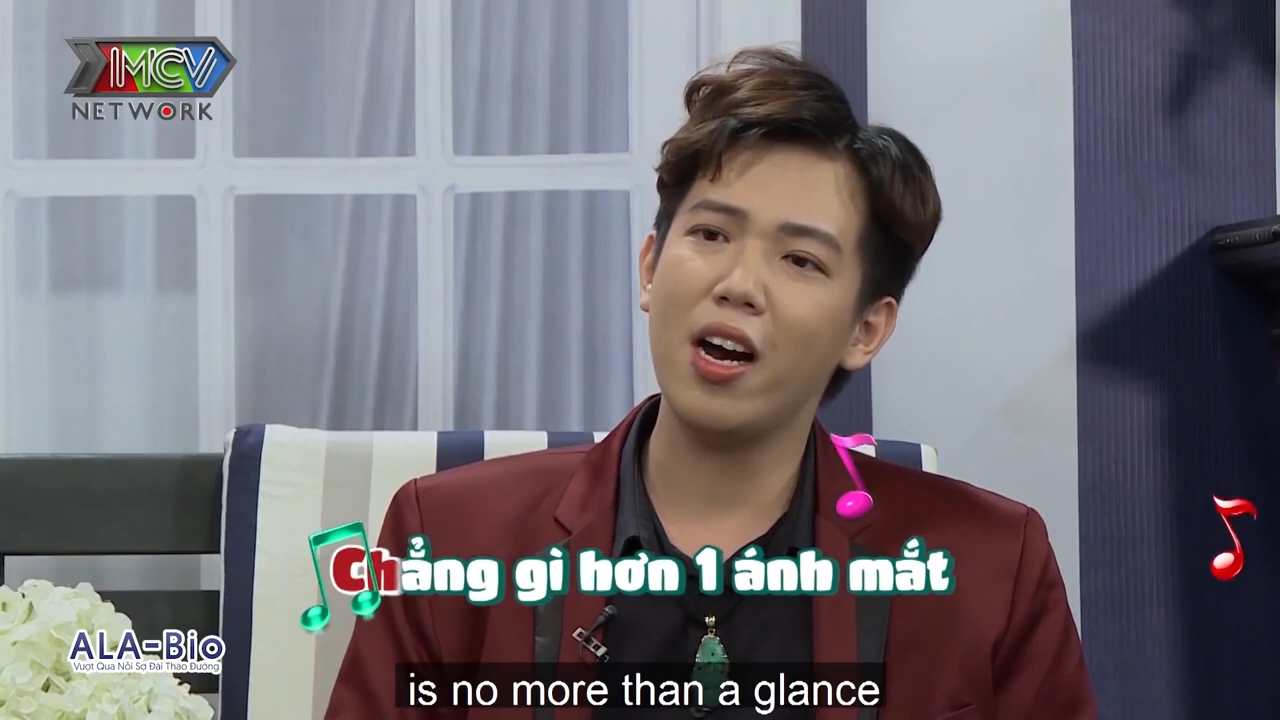 MCV
NETWORK
Chẳng gì hơn 1 ánh mắt
ALA-Bio
Vượt Qua Nỗi Sợ Đái Tháo Đường
is no more than a glance